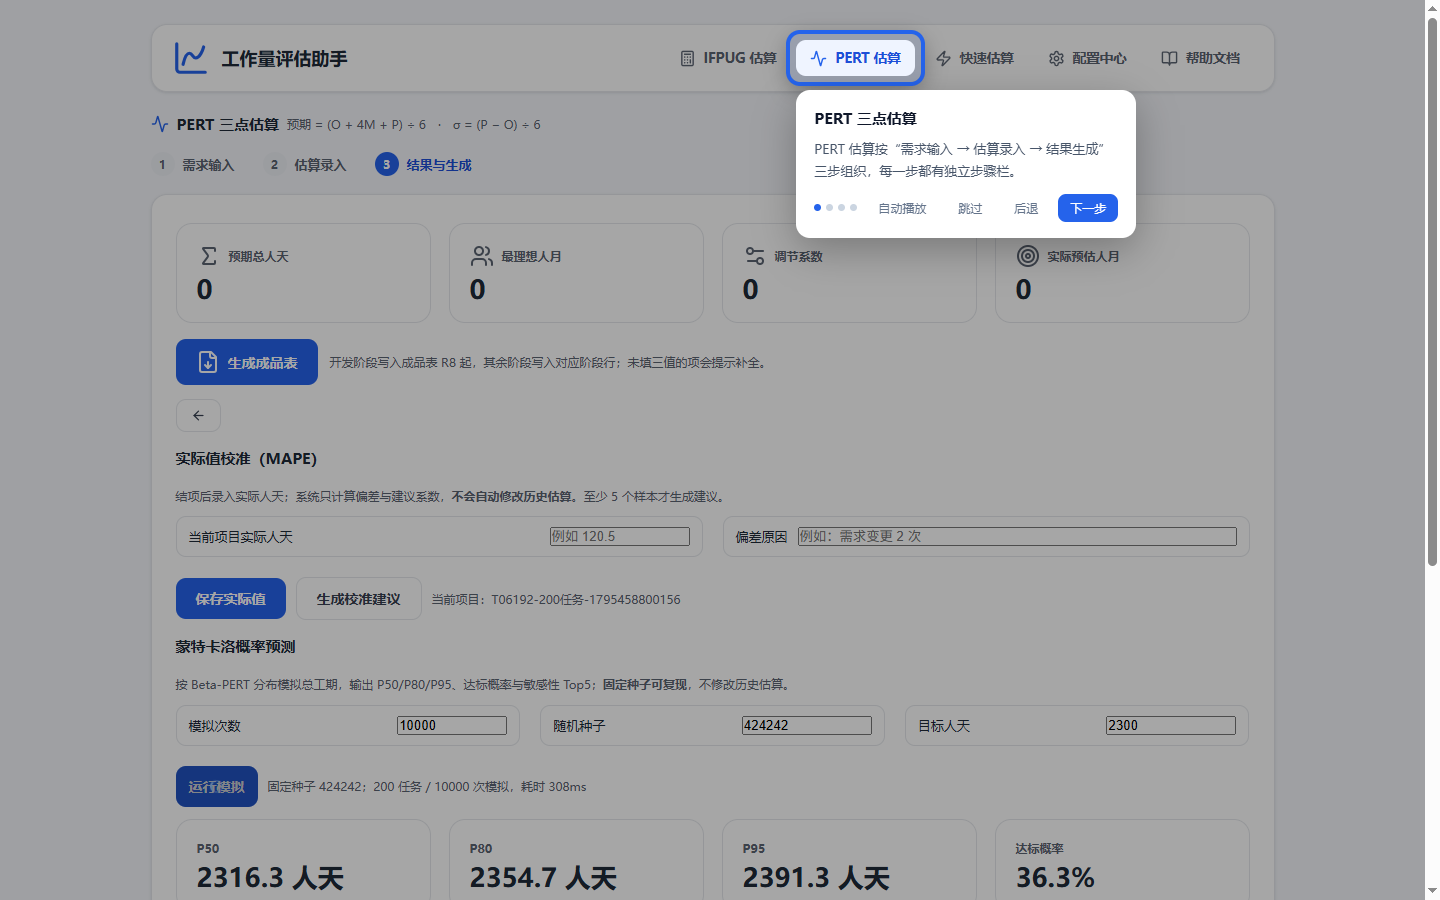 工作量评估助手
IFPUG 估算
PERT 估算
快速估算
配置中心
帮助文档
PERT 三点估算 预期 = (O + 4M + P) ÷ 6 · σ = (P − O) ÷ 6
1 需求输入 2 估算录入 3 结果与生成
PERT 三点估算
PERT 估算按“需求输入 → 估算录入 → 结果生成”
三步组织，每一步都有独立步骤栏。
自动播放 跳过 后退 下一步
预期总人天
0
最理想人月
0
调节系数
0
实际预估人月
0
生成成品表 开发阶段写入成品表 R8 起，其余阶段写入对应阶段行；未填三值的项会提示补全。
←
实际值校准（MAPE）
结项后录入实际人天；系统只计算偏差与建议系数，不会自动修改历史估算。至少 5 个样本才生成建议。
当前项目实际人天 例如 120.5
偏差原因 例如：需求变更 2 次
保存实际值 生成校准建议 当前项目：T06192-200任务-1795458800156
蒙特卡洛概率预测
按 Beta-PERT 分布模拟总工期，输出 P50/P80/P95、达标概率与敏感性 Top5；固定种子可复现，不修改历史估算。
模拟次数 10000
随机种子 424242
目标人天 2300
运行模拟 固定种子 424242；200 任务 / 10000 次模拟，耗时 308ms
P50
2316.3 人天
P80
2354.7 人天
P95
2391.3 人天
达标概率
36.3%